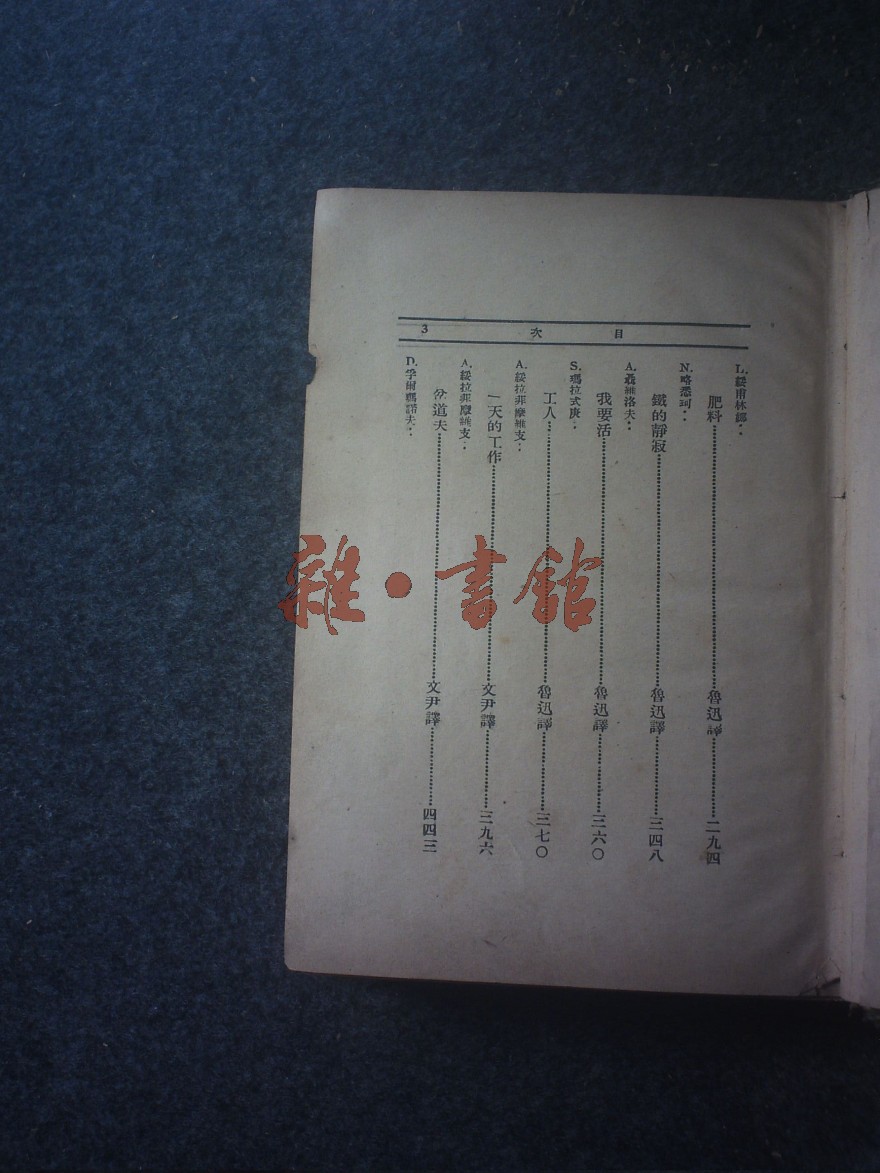 目次 3
L. 綏甫林娜：
肥料……魯迅譯……二九四
N. 略悉珂：
鐵的靜寂……魯迅譯……三四八
A. 聶維洛夫：
我要活……魯迅譯……三六〇
S. 瑪拉式庚：
工人……魯迅譯……三七〇
A. 綏拉菲摩維支：
一天的工作……文尹譯……三九六
A. 綏拉菲摩維支：
岔道夫……文尹譯……四四三
D. 孚爾瑪諾夫：
雜·書館